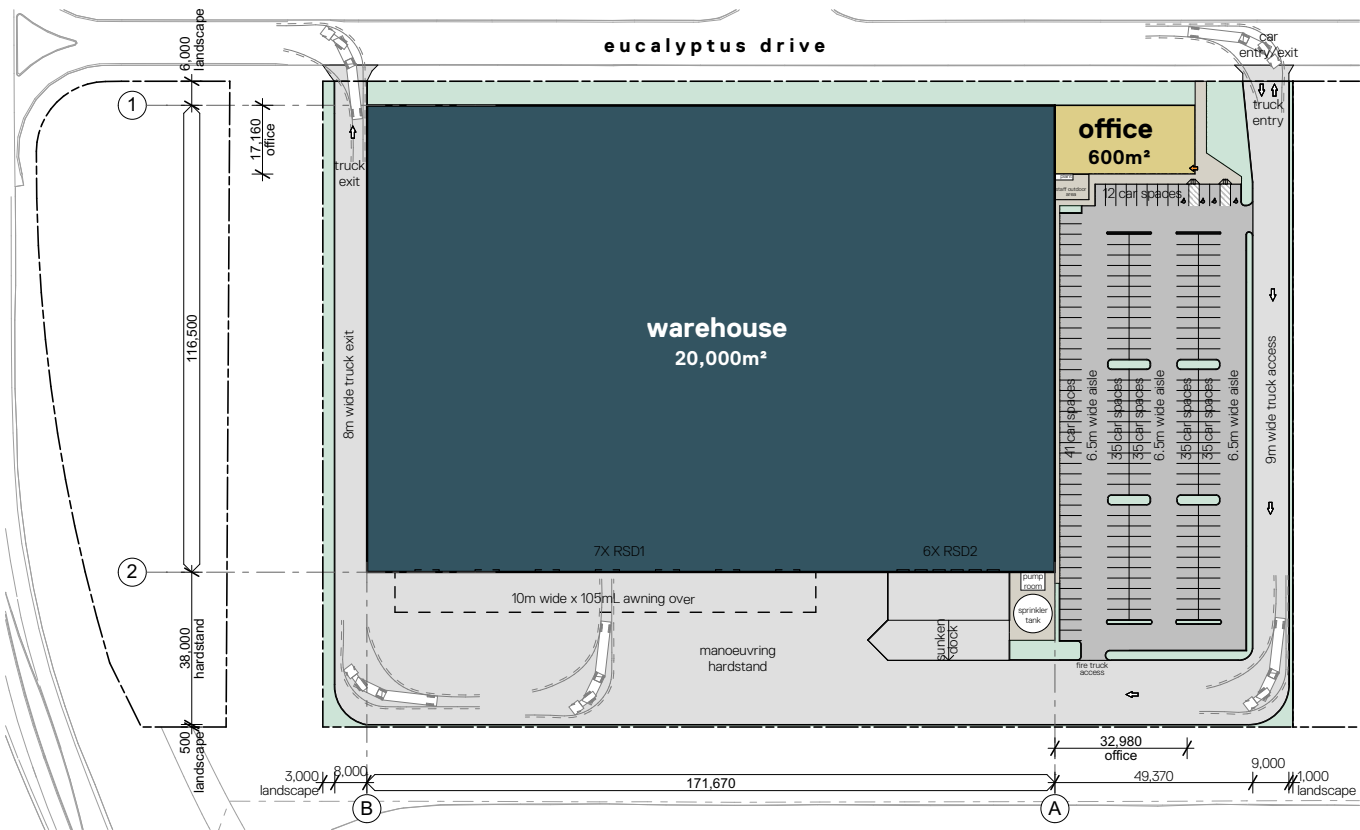 eucalyptus drive
car
entry/exit
6,000
landscape
1
17,160
office
truck
exit
truck
entry
office
600m²
staff outdoor
area
12 car spaces
116,500
8m wide truck exit
warehouse
20,000m²
41 car spaces
6.5m wide aisle
35 car spaces
35 car spaces
6.5m wide aisle
35 car spaces
35 car spaces
6.5m wide aisle
9m wide truck access
7X RSD1
6X RSD2
2
10m wide x 105mL awning over
pump
room
sprinkler
tank
38,000
hardstand
manoeuvring
hardstand
sunken
dock
fire truck
access
500
landscape
32,980
office
3,000
landscape
8,000
171,670
49,370
9,000
1,000
landscape
B
A